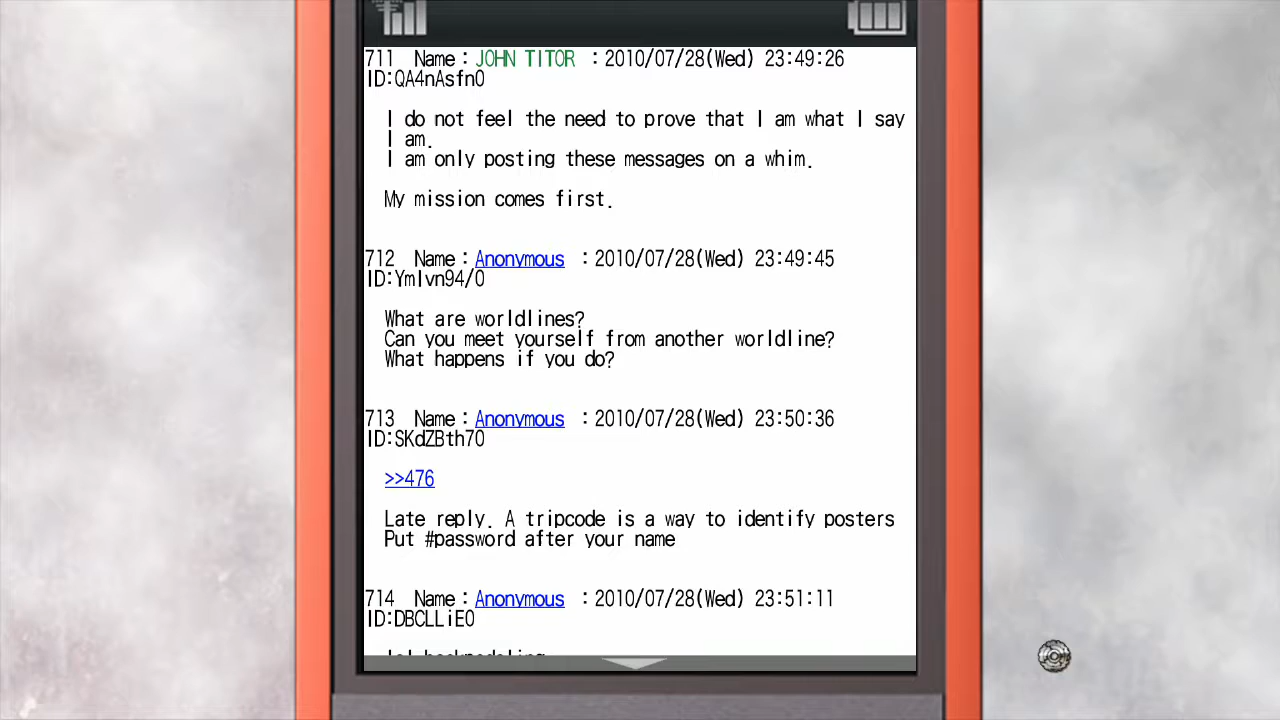 711 Name：JOHN TITOR ：2010/07/28(Wed) 23:49:26
ID:QA4nAsfn0
I do not feel the need to prove that I am what I say
I am.
I am only posting these messages on a whim.
My mission comes first.
712 Name：Anonymous ：2010/07/28(Wed) 23:49:45
ID:YmIvn94/0
What are worldlines?
Can you meet yourself from another worldline?
What happens if you do?
713 Name：Anonymous ：2010/07/28(Wed) 23:50:36
ID:SKdZBth70
>>476
Late reply. A tripcode is a way to identify posters
Put #password after your name
714 Name：Anonymous ：2010/07/28(Wed) 23:51:11
ID:DBCLLiE0